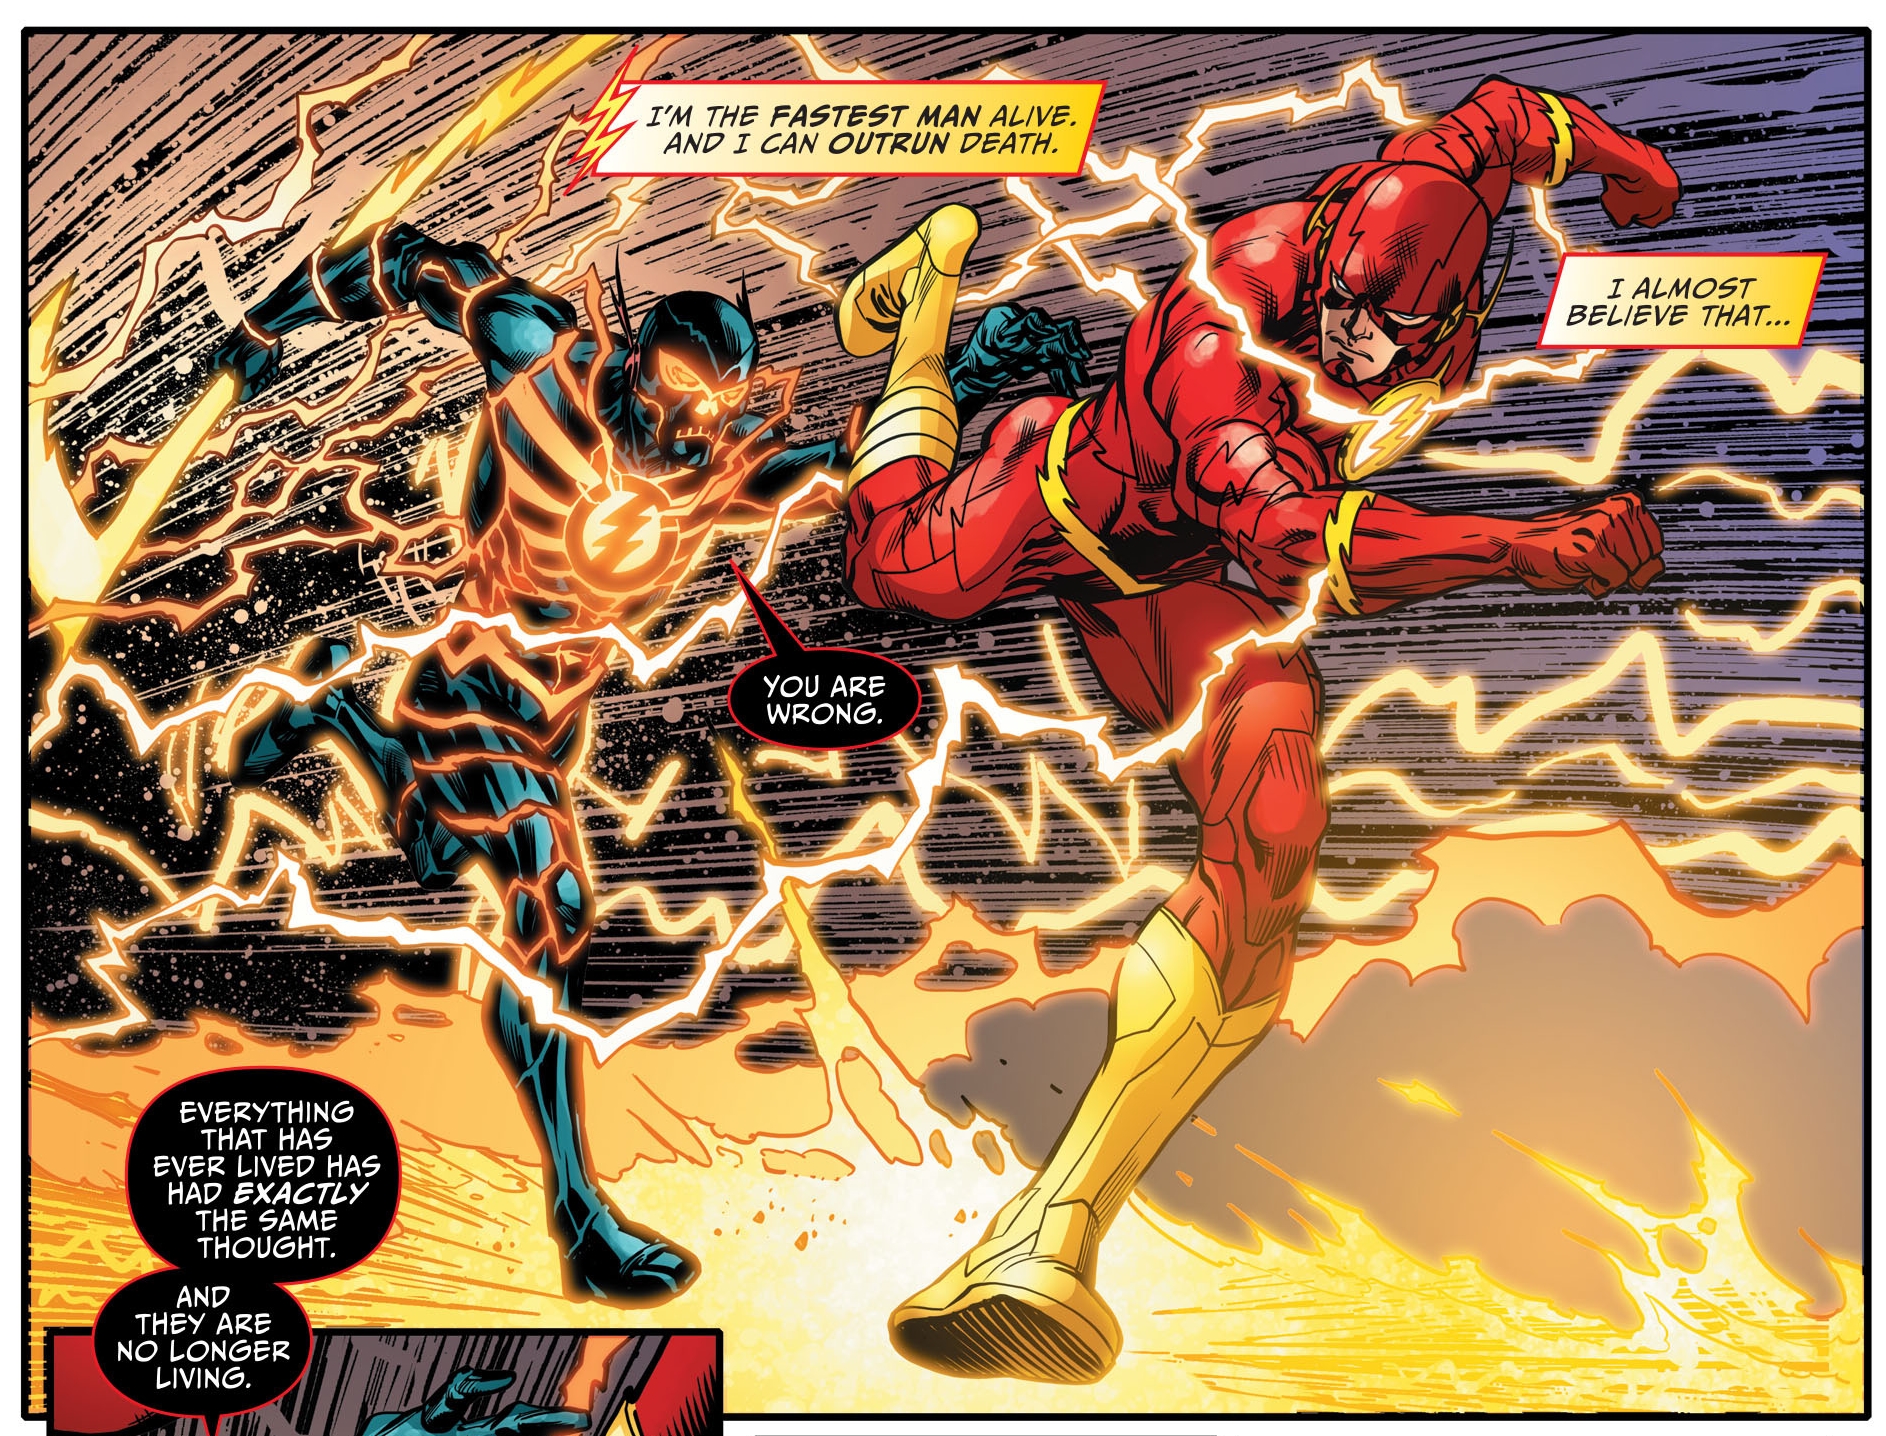 I'M THE FASTEST MAN ALIVE.
AND I CAN OUTRUN DEATH.
I ALMOST
BELIEVE THAT...
YOU ARE
WRONG.
EVERYTHING
THAT HAS
EVER LIVED HAS
HAD EXACTLY
THE SAME
THOUGHT.
AND
THEY ARE
NO LONGER
LIVING.